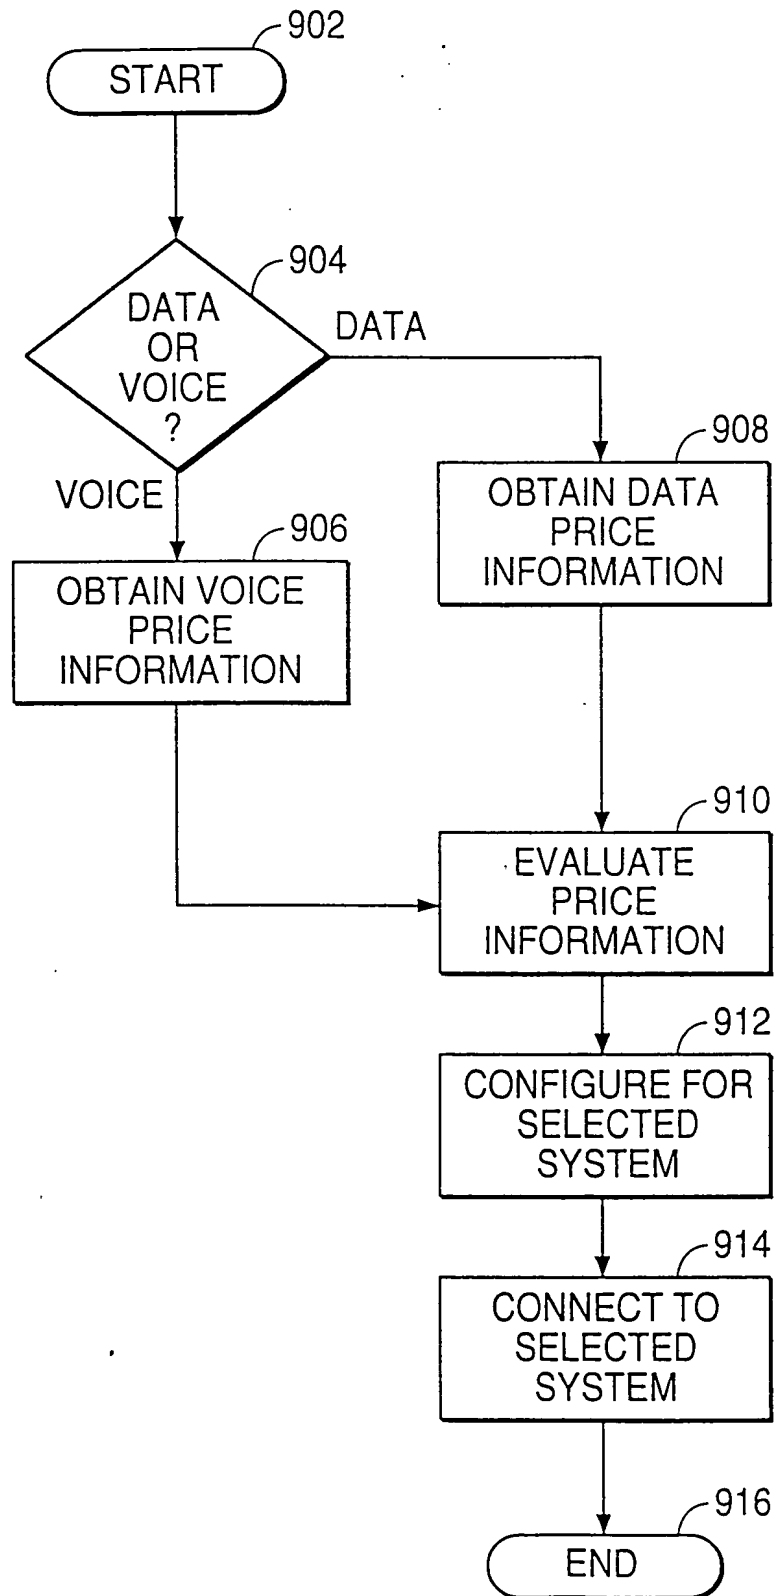 902
START
904
DATA
OR
VOICE
?
DATA
VOICE
908
OBTAIN DATA
PRICE
INFORMATION
906
OBTAIN VOICE
PRICE
INFORMATION
910
EVALUATE
PRICE
INFORMATION
912
CONFIGURE FOR
SELECTED
SYSTEM
914
CONNECT TO
SELECTED
SYSTEM
916
END